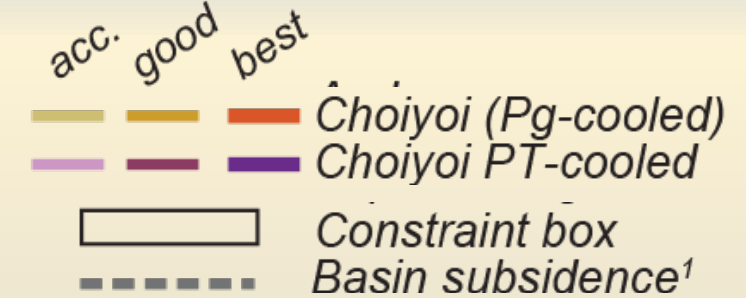 acc. good best
Choiyoi (Pg-cooled)
Choiyoi PT-cooled
Constraint box
Basin subsidence¹